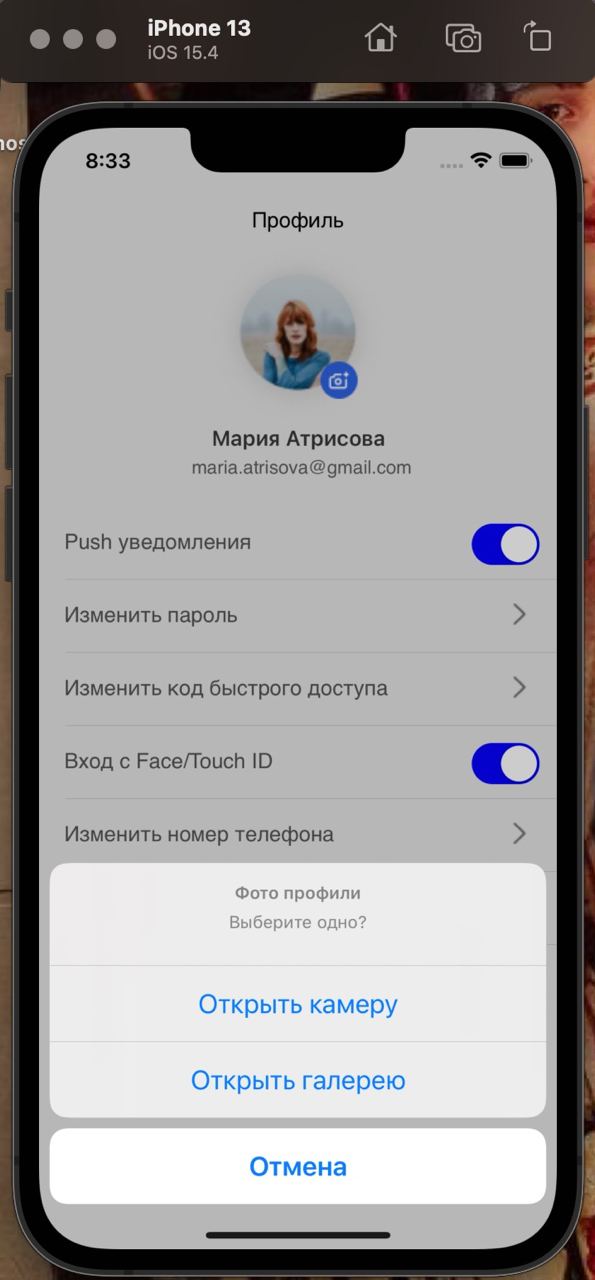 iPhone 13
iOS 15.4
8:33
Профиль
Мария Атрисова
maria.atrisova@gmail.com
Push уведомления
Изменить пароль
Изменить код быстрого доступа
Вход с Face/Touch ID
Изменить номер телефона
Фото профили
Выберите одно?
Открыть камеру
Открыть галерею
Отмена